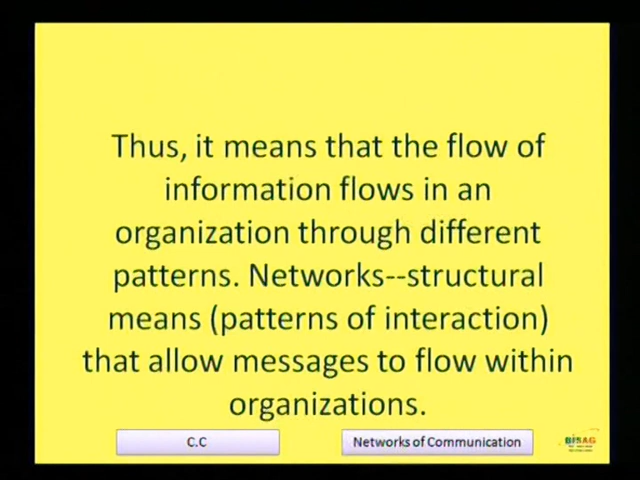 Thus, it means that the flow of
information flows in an
organization through different
patterns. Networks--structural
means (patterns of interaction)
that allow messages to flow within
organizations.
C.C
Networks of Communication
BISAG